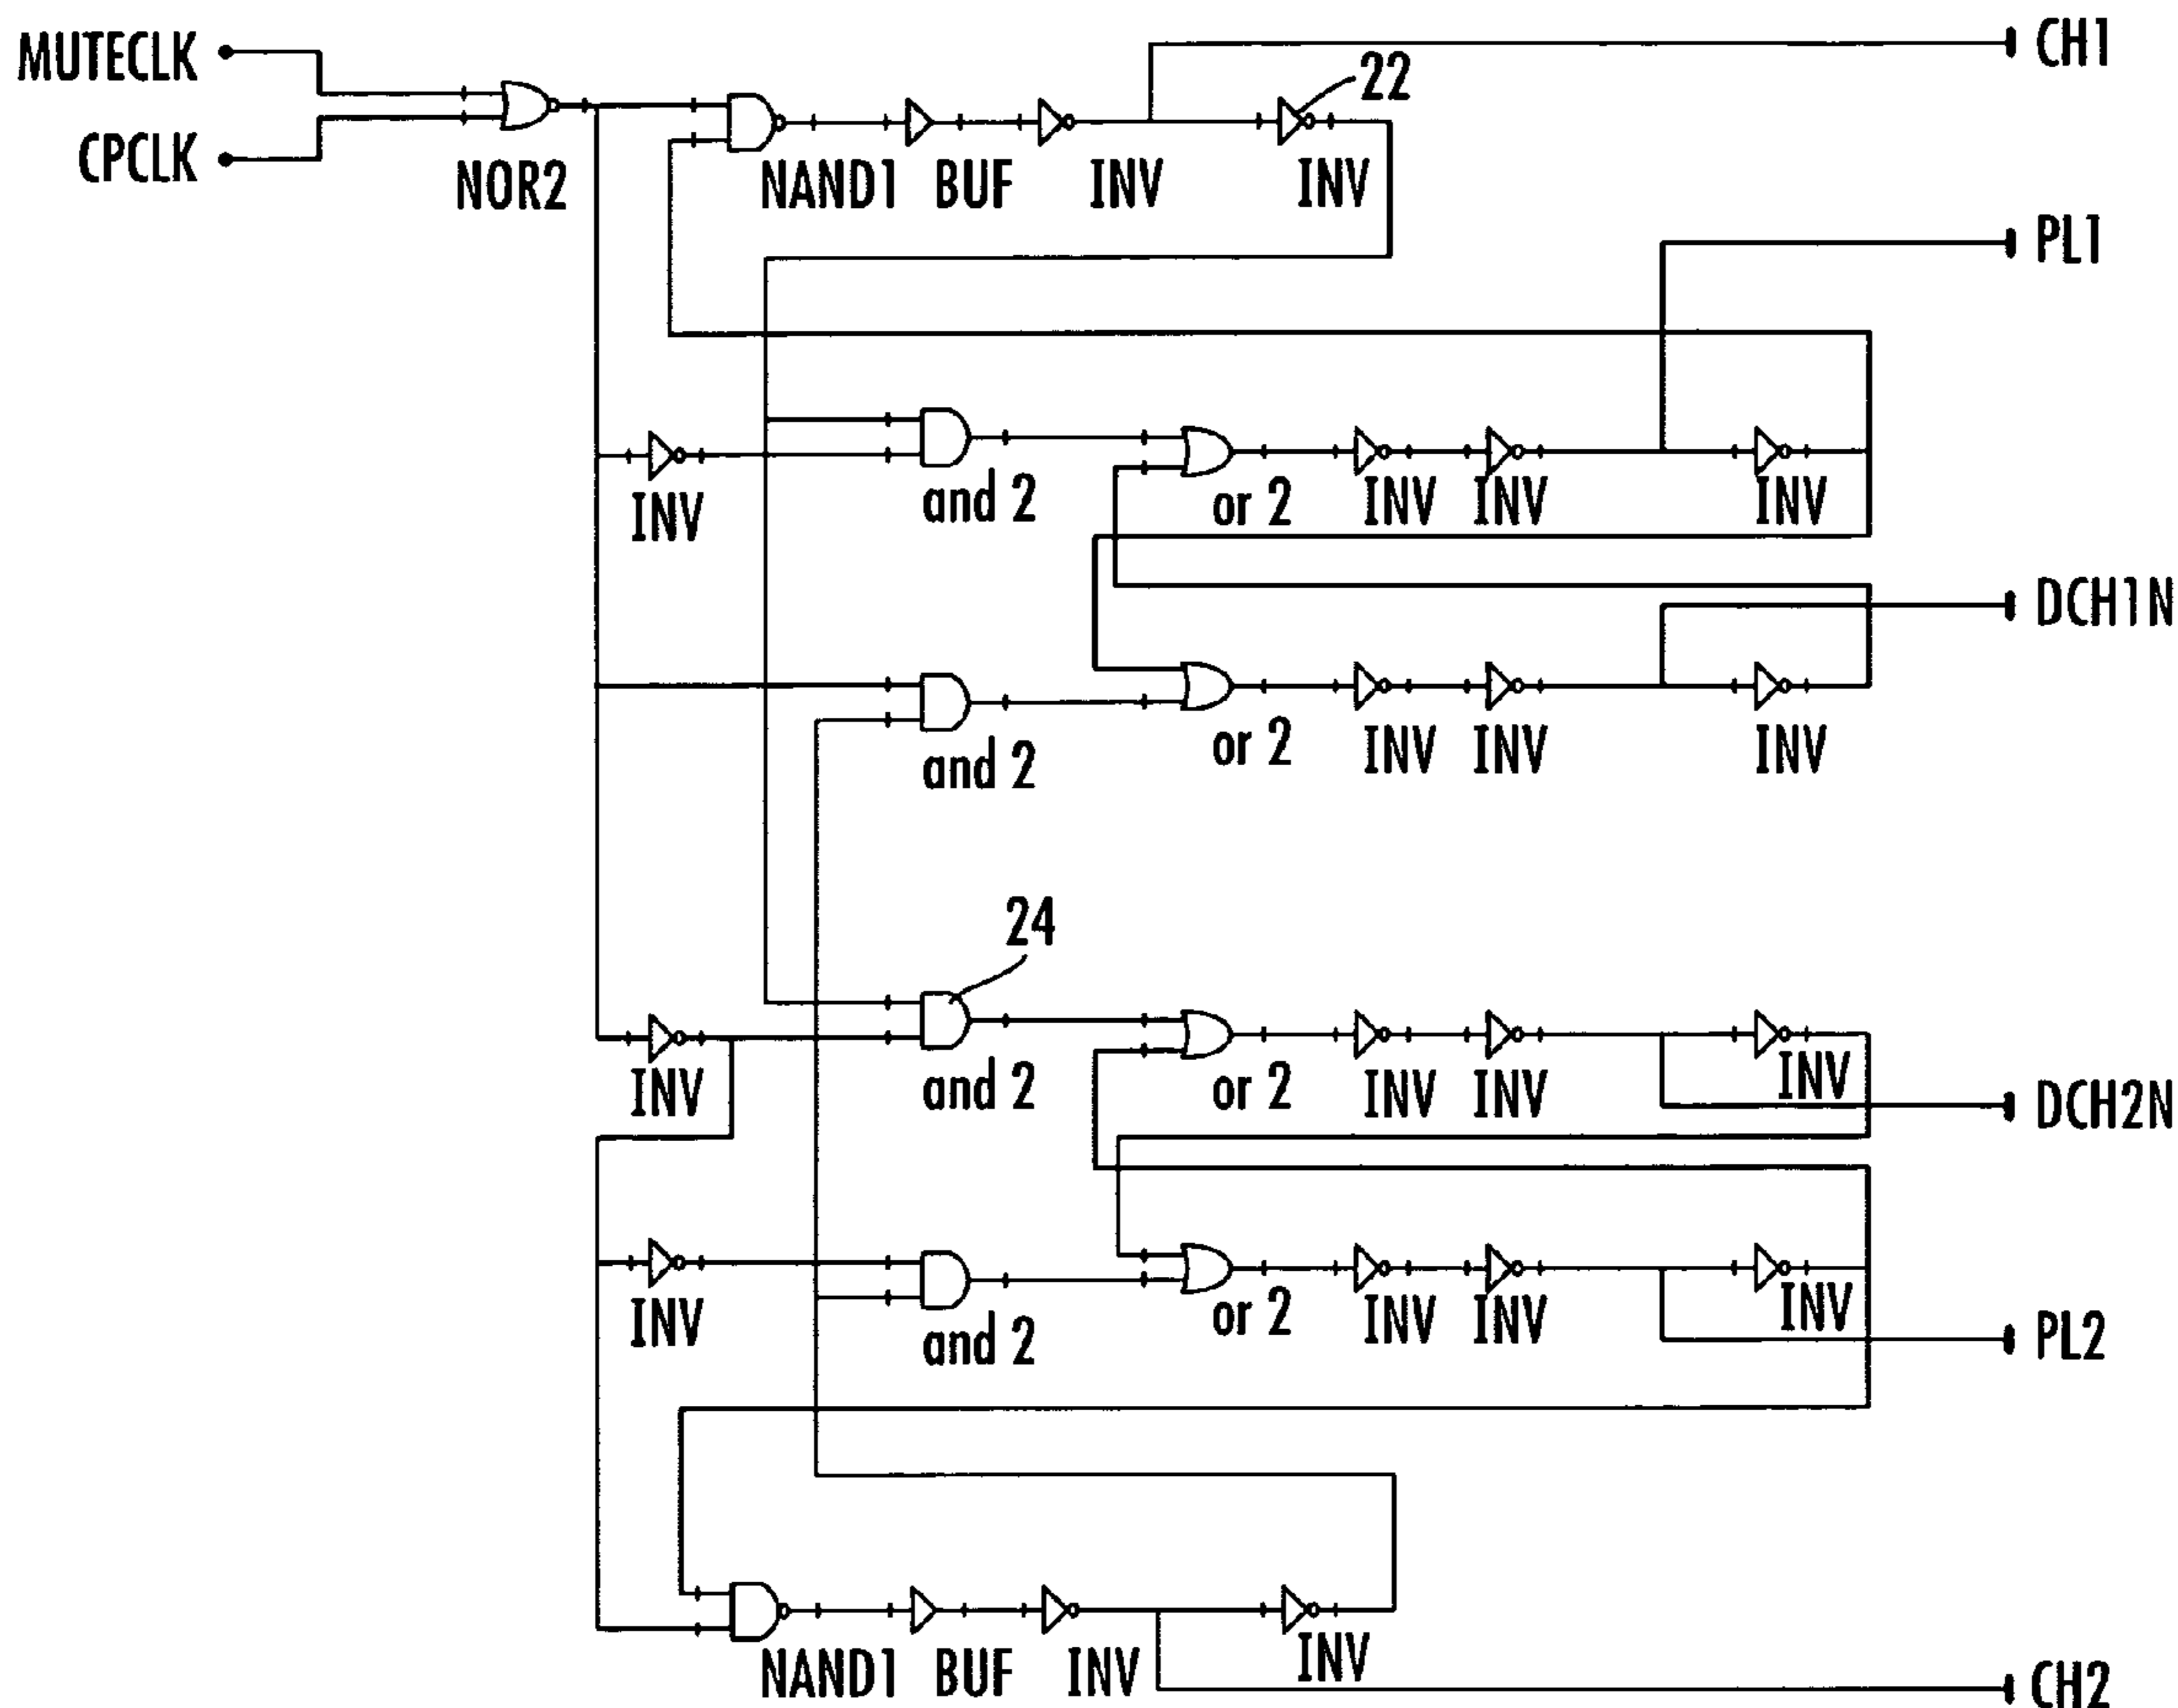 MUTECLK
CPCLK
NOR2
NAND1
BUF
INV
22
INV
CH1
PL1
INV
and 2
or 2
INV
INV
INV
DCH1N
and 2
or 2
INV
INV
INV
24
INV
and 2
or 2
INV
INV
INV
DCH2N
INV
and 2
or 2
INV
INV
INV
PL2
NAND1
BUF
INV
INV
CH2